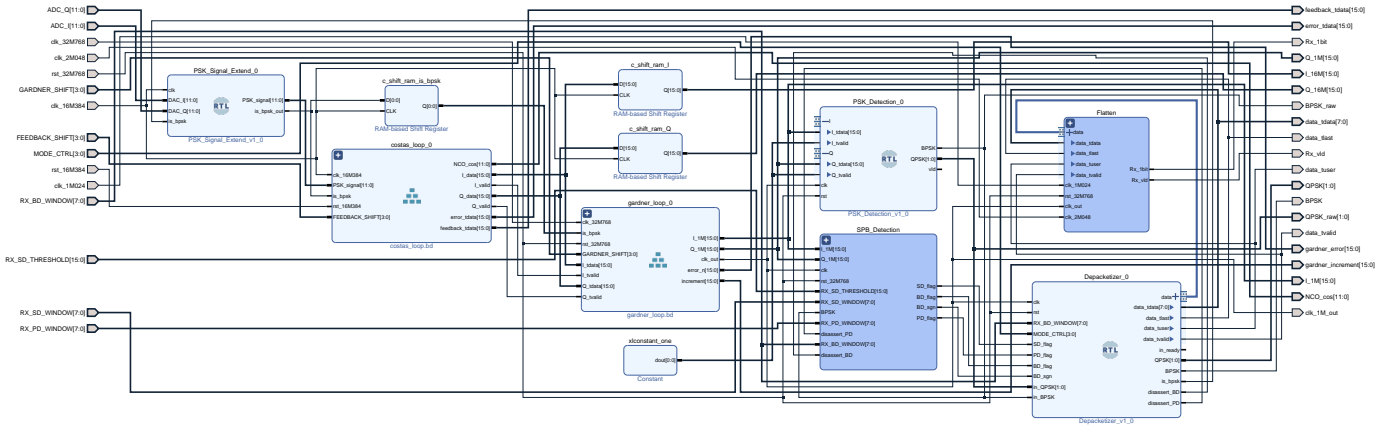 ADC_Q[11:0]
ADC_I[11:0]
clk_32M768
clk_2M048
rst_32M768
GARDNER_SHIFT[3:0]
clk_16M384
FEEDBACK_SHIFT[3:0]
MODE_CTRL[3:0]
rst_16M384
clk_1M024
RX_BD_WINDOW[7:0]
RX_SD_THRESHOLD[15:0]
RX_SD_WINDOW[7:0]
RX_PD_WINDOW[7:0]
PSK_Signal_Extend_0
clk
DAC_I[11:0]
DAC_Q[11:0]
is_bpsk
RTL
PSK_signal[11:0]
is_bpsk_out
PSK_Signal_Extend_v1_0
c_shift_ram_is_bpsk
D[0:0]
CLK
Q[0:0]
RAM-based Shift Register
costas_loop_0
clk_16M384
PSK_signal[11:0]
is_bpsk
rst_16M384
FEEDBACK_SHIFT[3:0]
NCO_cos[11:0]
I_data[15:0]
I_valid
Q_data[15:0]
Q_valid
error_tdata[15:0]
feedback_tdata[15:0]
costas_loop.bd
c_shift_ram_I
D[15:0]
CLK
Q[15:0]
RAM-based Shift Register
c_shift_ram_Q
D[15:0]
CLK
Q[15:0]
RAM-based Shift Register
gardner_loop_0
clk_32M768
is_bpsk
rst_32M768
GARDNER_SHIFT[3:0]
I_tdata[15:0]
I_tvalid
Q_tdata[15:0]
Q_tvalid
I_1M[15:0]
Q_1M[15:0]
clk_out
error_n[15:0]
increment[15:0]
gardner_loop.bd
xlconstant_one
dout[0:0]
Constant
PSK_Detection_0
I
I_tdata[15:0]
I_tvalid
Q
Q_tdata[15:0]
Q_tvalid
clk
rst
RTL
BPSK
QPSK[1:0]
vld
PSK_Detection_v1_0
SPB_Detection
I_1M[15:0]
Q_1M[15:0]
clk
rst_32M768
RX_SD_THRESHOLD[15:0]
RX_SD_WINDOW[7:0]
BPSK
RX_PD_WINDOW[7:0]
disassert_PD
RX_BD_WINDOW[7:0]
disassert_BD
SD_flag
BD_flag
BD_sgn
PD_flag
Flatten
data
data_tdata
data_tlast
data_tuser
data_tvalid
clk_1M024
rst_32M768
clk_out
clk_2M048
Rx_1bit
Rx_vld
Depacketizer_0
clk
rst
RX_BD_WINDOW[7:0]
MODE_CTRL[3:0]
SD_flag
PD_flag
BD_flag
BD_sgn
in_QPSK[1:0]
in_BPSK
RTL
data
data_tdata[7:0]
data_tlast
data_tuser
data_tvalid
in_ready
QPSK[1:0]
BPSK
is_bpsk
disassert_BD
disassert_PD
Depacketizer_v1_0
feedback_tdata[15:0]
error_tdata[15:0]
Rx_1bit
Q_1M[15:0]
I_16M[15:0]
Q_16M[15:0]
BPSK_raw
data_tdata[7:0]
data_tlast
Rx_vld
data_tuser
QPSK[1:0]
BPSK
QPSK_raw[1:0]
data_tvalid
gardner_error[15:0]
gardner_increment[15:0]
I_1M[15:0]
NCO_cos[11:0]
clk_1M_out